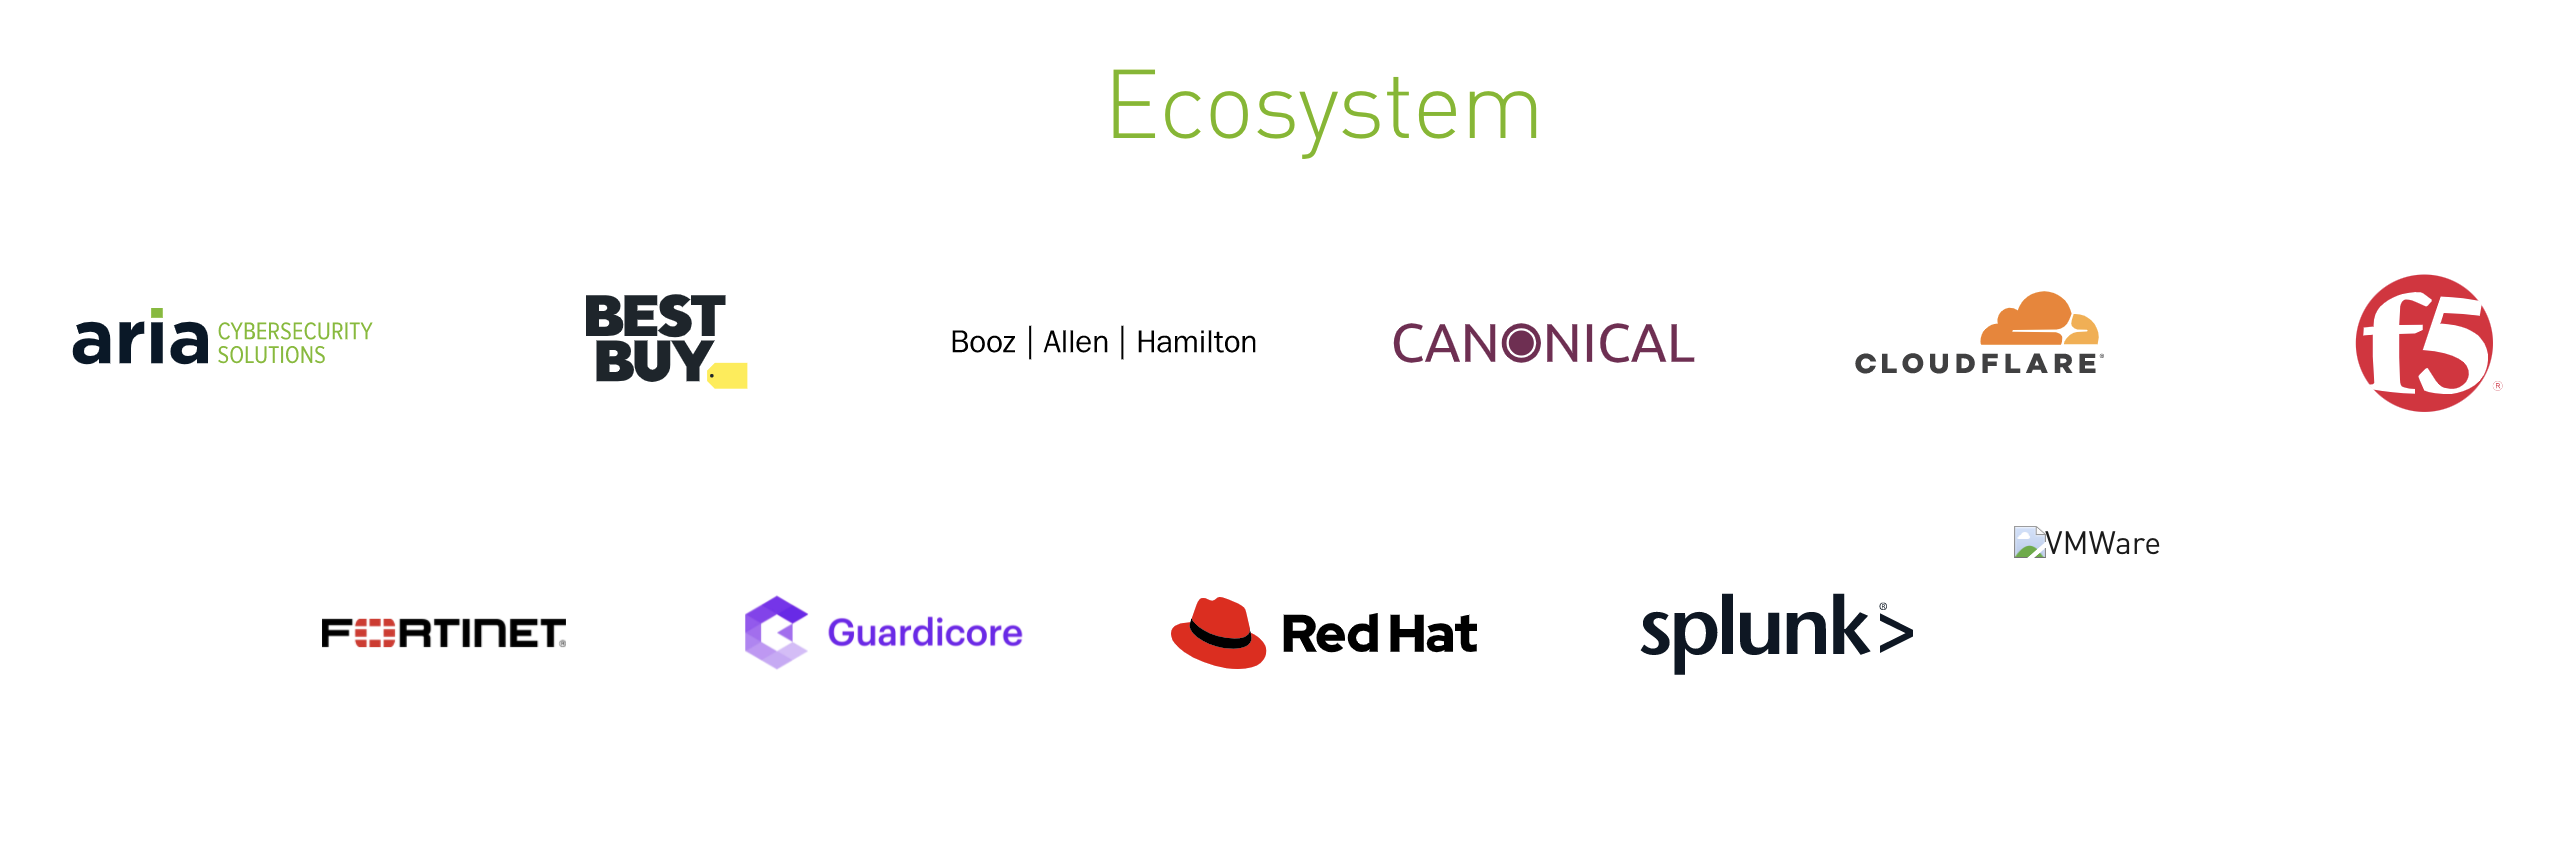 Ecosystem
aria CYBERSECURITY
SOLUTIONS
BEST
BUY
Booz | Allen | Hamilton
CANONICAL
CLOUDFLARE®
f5®
FORTINET®
Guardicore
Red Hat
splunk>®
VMWare